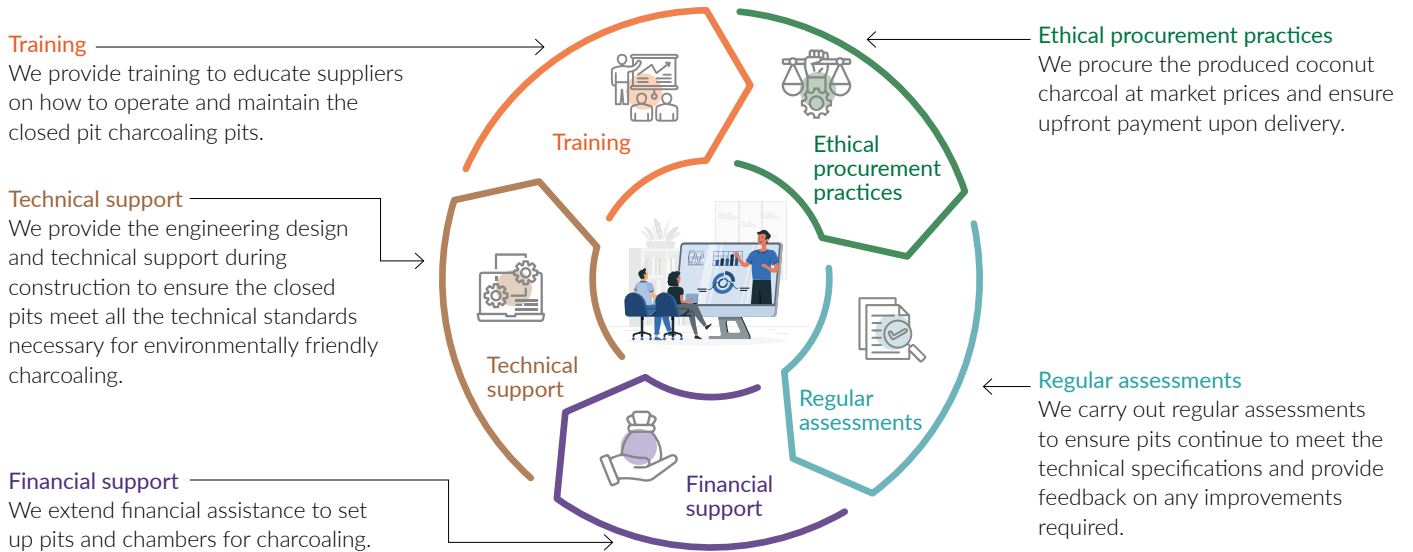 Training
We provide training to educate suppliers
on how to operate and maintain the
closed pit charcoaling pits.
Technical support
We provide the engineering design
and technical support during
construction to ensure the closed
pits meet all the technical standards
necessary for environmentally friendly
charcoaling.
Financial support
We extend financial assistance to set
up pits and chambers for charcoaling.
Training
Ethical
procurement
practices
Technical
support
Regular
assessments
Financial
support
Ethical procurement practices
We procure the produced coconut
charcoal at market prices and ensure
upfront payment upon delivery.
Regular assessments
We carry out regular assessments
to ensure pits continue to meet the
technical specifications and provide
feedback on any improvements
required.